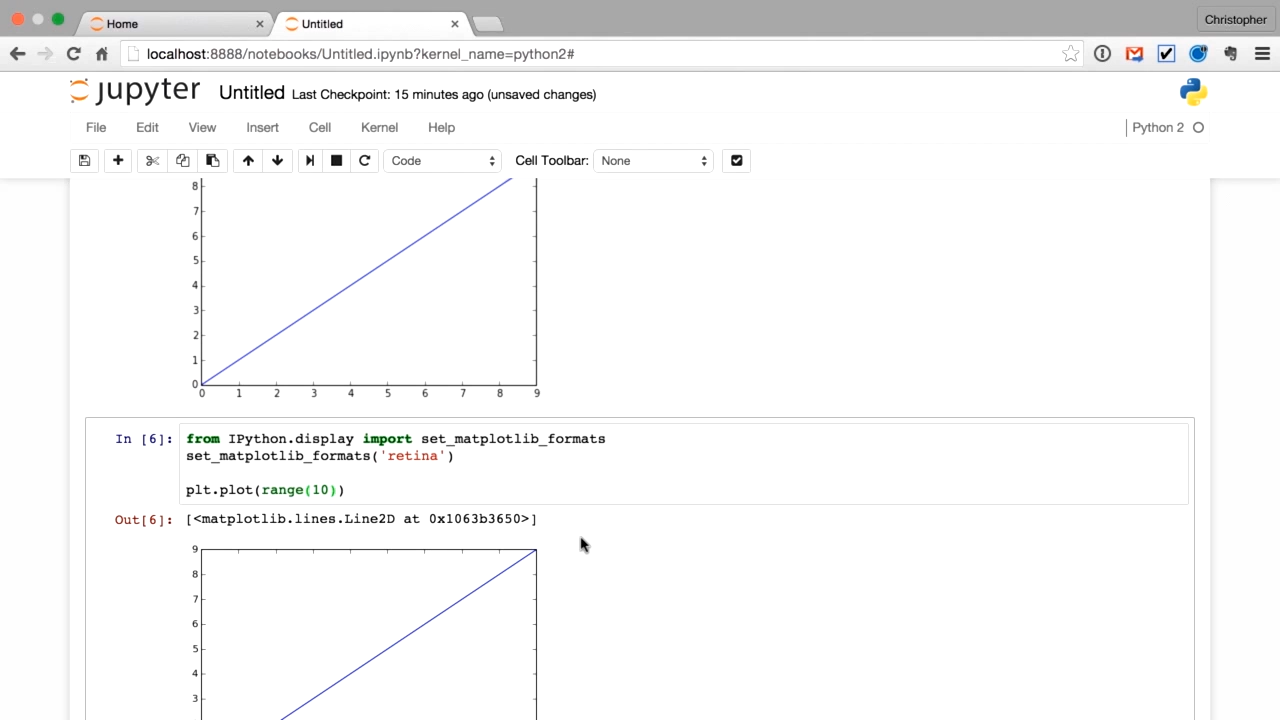 Home
Untitled
Christopher
localhost:8888/notebooks/Untitled.ipynb?kernel_name=python2#
jupyter Untitled Last Checkpoint: 15 minutes ago (unsaved changes)
File Edit View Insert Cell Kernel Help Python 2
Code Cell Toolbar: None
8
7
6
5
4
3
2
1
0
0 1 2 3 4 5 6 7 8 9
In [6]: from IPython.display import set_matplotlib_formats
set_matplotlib_formats('retina')
plt.plot(range(10))
Out[6]: [<matplotlib.lines.Line2D at 0x1063b3650>]
9
8
7
6
5
4
3